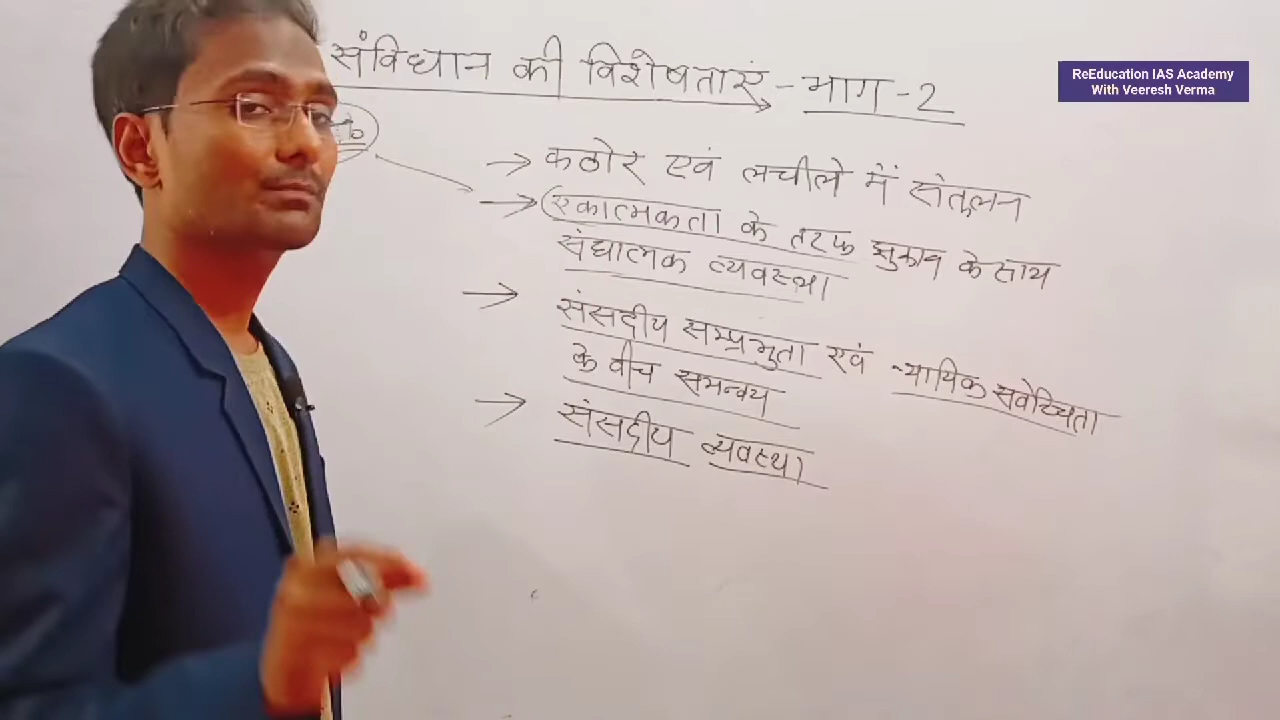 ReEducation IAS Academy
With Veeresh Verma
संविधान की विशेषताएं - भाग - 2
→ कठोर एवं लचीले में संतुलन
→ (एकात्मकता के तरफ झुकाव के साथ
संघात्मक व्यवस्था
→ संसदीय सम्प्रभुता एवं न्यायिक सर्वोच्चिता
के बीच समन्वय
→ संसदीय व्यवस्था